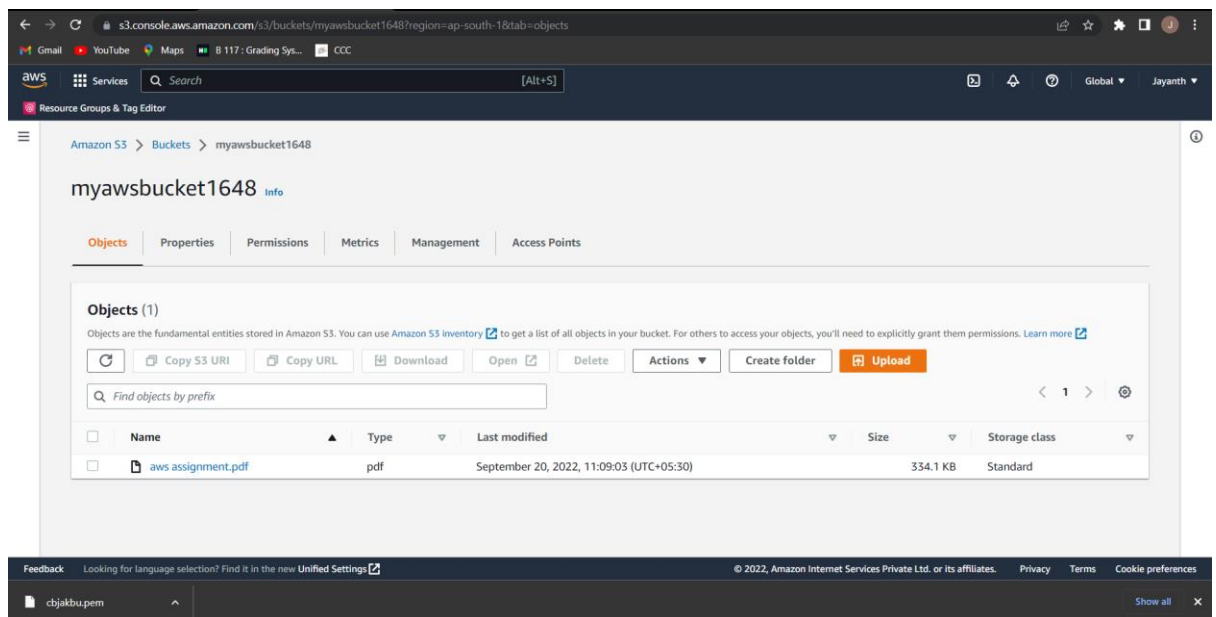 s3.console.aws.amazon.com/s3/buckets/myawsbucket1648?region=ap-south-1&tab=objects
J
Gmail YouTube Maps B 117 : Grading Sys... CCC
aws Services Search [Alt+S] Global Jayanth
Resource Groups & Tag Editor
Amazon S3 > Buckets > myawsbucket1648
myawsbucket1648 Info
Objects Properties Permissions Metrics Management Access Points
Objects (1)
Objects are the fundamental entities stored in Amazon S3. You can use Amazon S3 inventory to get a list of all objects in your bucket. For others to access your objects, you'll need to explicitly grant them permissions. Learn more
Copy S3 URI Copy URL Download Open Delete Actions Create folder Upload
Find objects by prefix 1
Name Type Last modified Size Storage class
aws assignment.pdf pdf September 20, 2022, 11:09:03 (UTC+05:30) 334.1 KB Standard
Feedback Looking for language selection? Find it in the new Unified Settings © 2022, Amazon Internet Services Private Ltd. or its affiliates. Privacy Terms Cookie preferences
cbjakbu.pem Show all